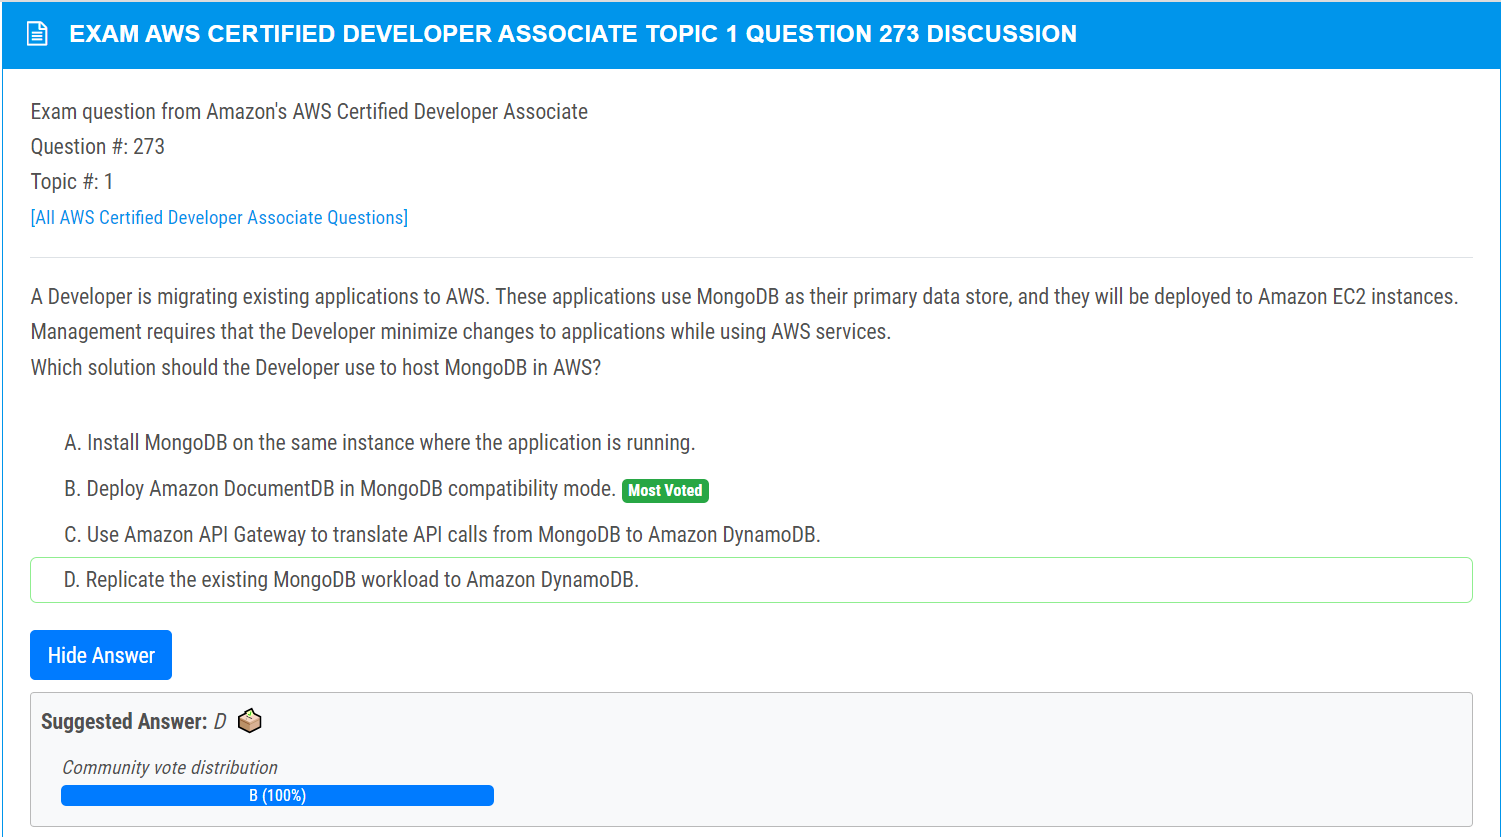 EXAM AWS CERTIFIED DEVELOPER ASSOCIATE TOPIC 1 QUESTION 273 DISCUSSION
Exam question from Amazon's AWS Certified Developer Associate
Question #: 273
Topic #: 1
[All AWS Certified Developer Associate Questions]
A Developer is migrating existing applications to AWS. These applications use MongoDB as their primary data store, and they will be deployed to Amazon EC2 instances.
Management requires that the Developer minimize changes to applications while using AWS services.
Which solution should the Developer use to host MongoDB in AWS?
A. Install MongoDB on the same instance where the application is running.
B. Deploy Amazon DocumentDB in MongoDB compatibility mode. Most Voted
C. Use Amazon API Gateway to translate API calls from MongoDB to Amazon DynamoDB.
D. Replicate the existing MongoDB workload to Amazon DynamoDB.
Hide Answer
Suggested Answer: D
Community vote distribution
B (100%)